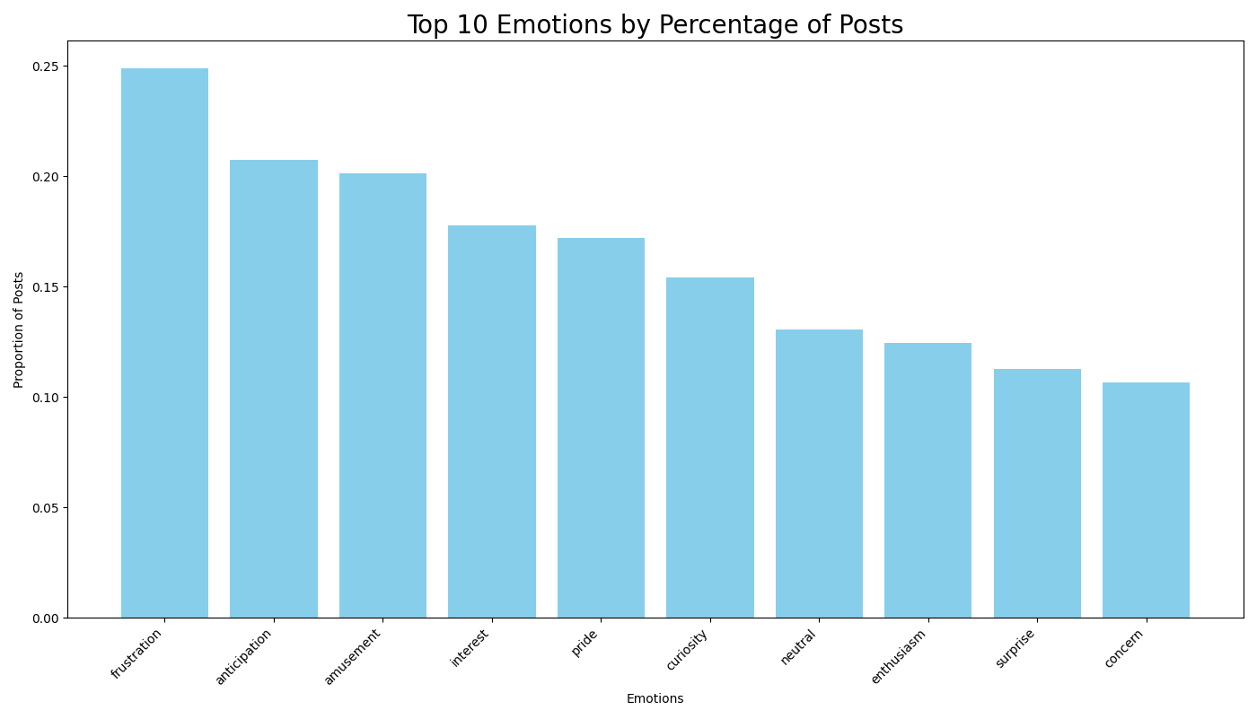 Top 10 Emotions by Percentage of Posts
0.25
0.20
0.15
0.10
0.05
0.00
Proportion of Posts
frustration
anticipation
amusement
interest
pride
curiosity
neutral
enthusiasm
surprise
concern
Emotions